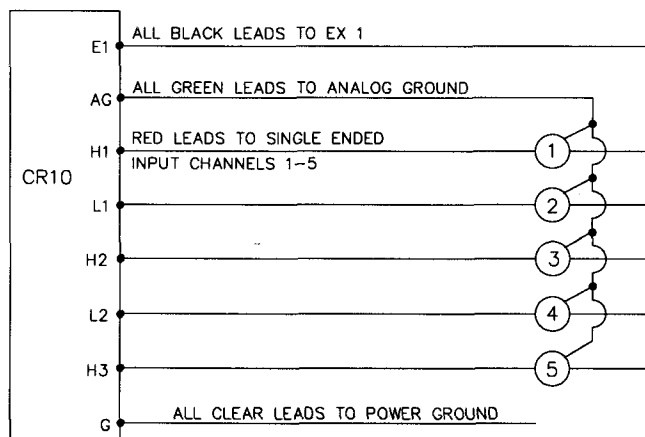 E1 ALL BLACK LEADS TO EX 1
AG ALL GREEN LEADS TO ANALOG GROUND
H1 RED LEADS TO SINGLE ENDED
INPUT CHANNELS 1-5
1
CR10
L1 2
H2 3
L2 4
H3 5
G ALL CLEAR LEADS TO POWER GROUND